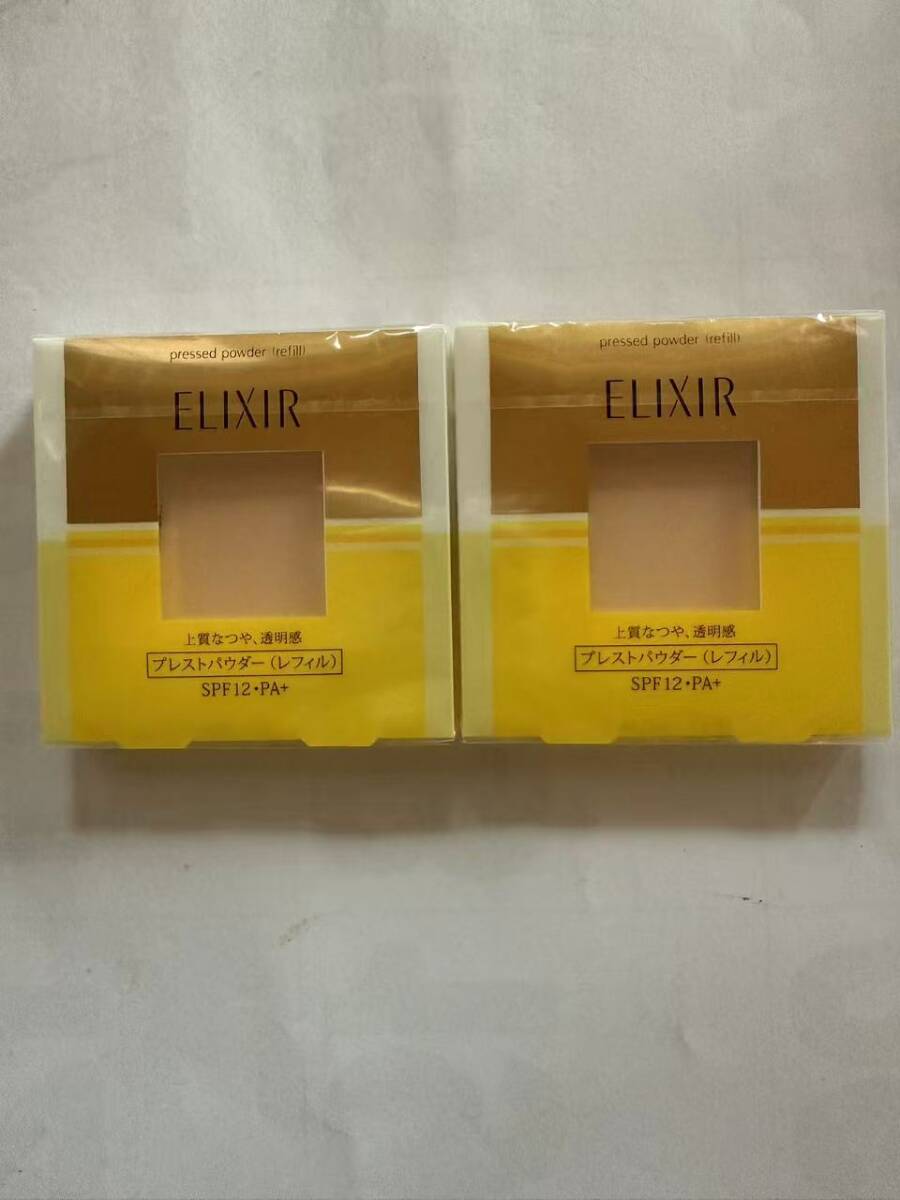 pressed powder (refill)
ELIXIR
上質なつや、透明感
プレストパウダー（レフィル）
SPF12・PA+
pressed powder (refill)
ELIXIR
上質なつや、透明感
プレストパウダー（レフィル）
SPF12・PA+